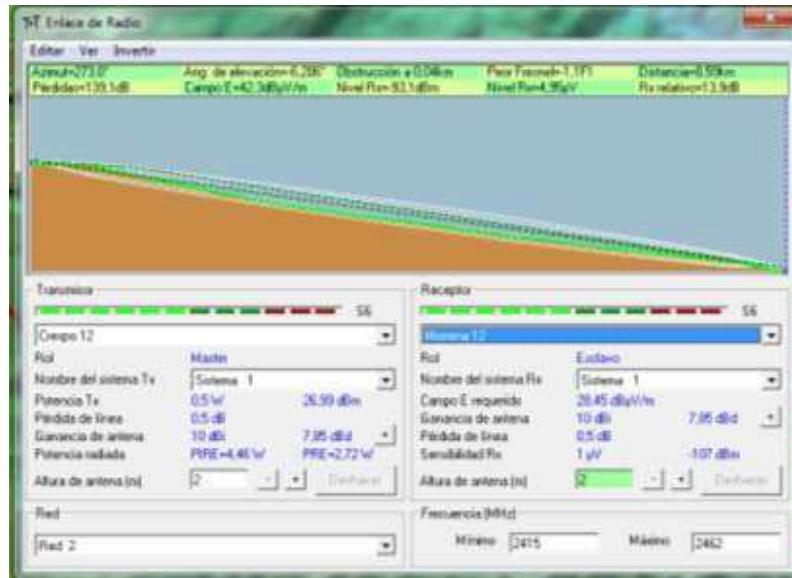 Enlace de Radio
Editar Ver Invertir
Azimut=273.0° Ang. de elevación=-6,286° Obstrucción a 0.04km Peor Fresnel=-1,1F1 Distancia=0.59km
Pérdidas=139,1dB Campo E=42,3dBµV/m Nivel Rx=-93,1dBm Nivel Rx=4,95µV Rx relativo=13,9dB
Transmisor
S6
Crespo 12
Rol Master
Nombre del sistema Tx Sistema 1
Potencia Tx 0.5 W 26.99 dBm
Pérdida de línea 0.5 dB
Ganancia de antena 10 dBi 7,85 dBd +
Potencia radiada PIRE=4,46 W PRE=2,72 W
Altura de antena (m) 2 - + Deshacer
Red
Red 2
Receptor
S6
12
Rol Esclavo
Nombre del sistema Rx Sistema 1
Campo E requerido 28.45 dBµV/m
Ganancia de antena 10 dBi 7,85 dBd +
Pérdida de línea 0.5 dB
Sensibilidad Rx 1 µV -107 dBm
Altura de antena (m) 2 - + Deshacer
Frecuencia (MHz)
Mínimo 2415 Máximo 2462